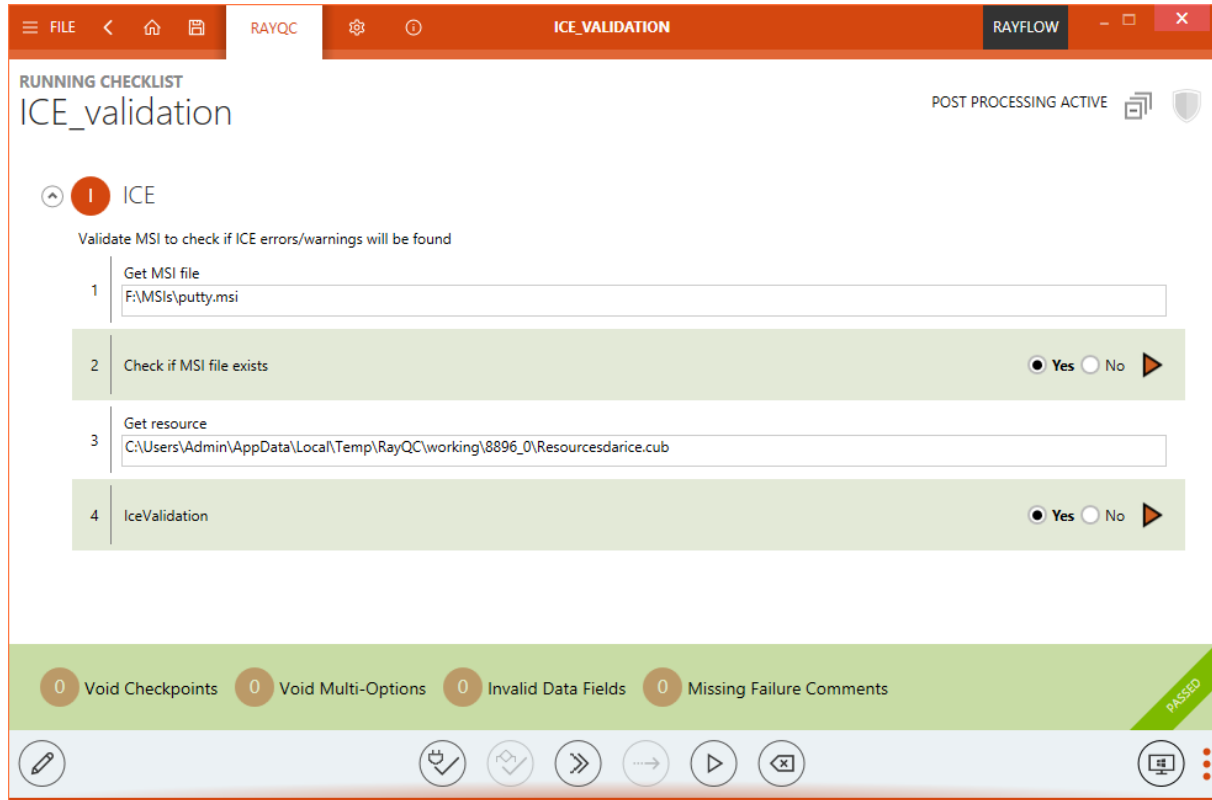 FILE RAYQC ICE_VALIDATION RAYFLOW
RUNNING CHECKLIST
ICE_validation
POST PROCESSING ACTIVE
I ICE
Validate MSI to check if ICE errors/warnings will be found
Get MSI file
1 F:\MSIs\putty.msi
2 Check if MSI file exists Yes No
Get resource
3 C:\Users\Admin\AppData\Local\Temp\RayQC\working\8896_0\Resourcesdarice.cub
4 IceValidation Yes No
0 Void Checkpoints 0 Void Multi-Options 0 Invalid Data Fields 0 Missing Failure Comments
PASSED